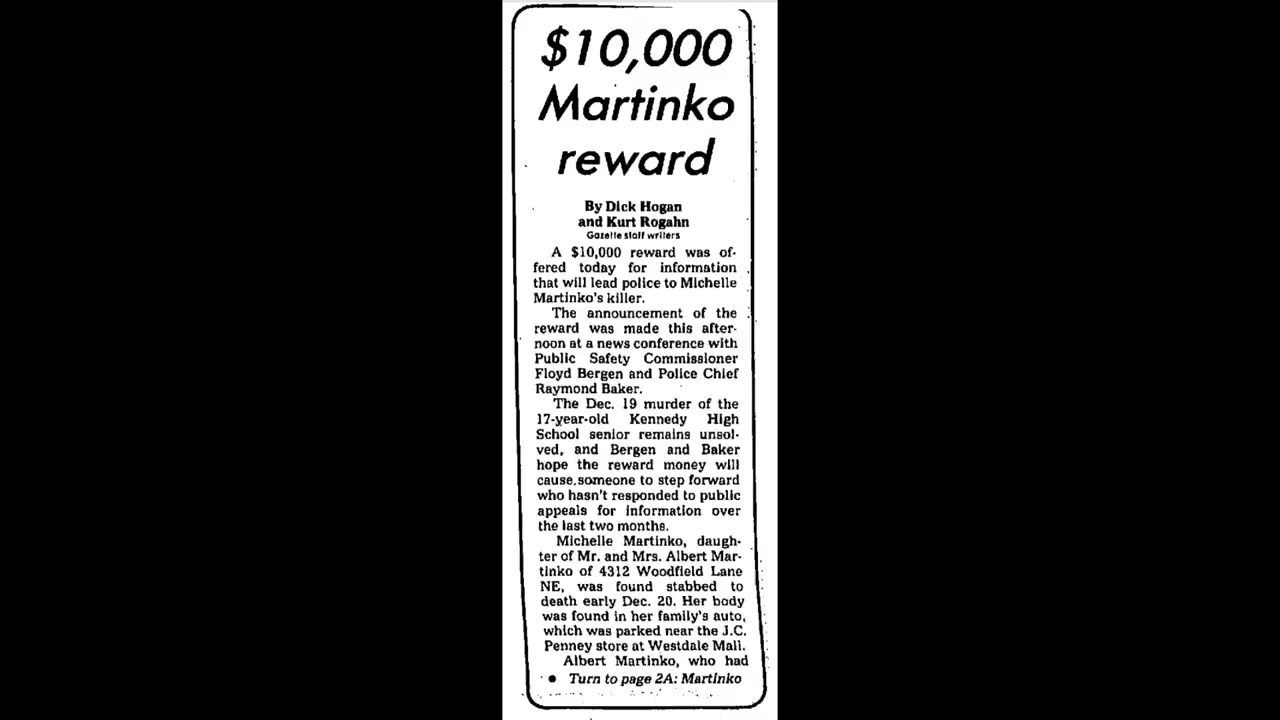 $10,000
Martinko
reward
By Dick Hogan
and Kurt Rogahn
Gazette staff writers
A $10,000 reward was of-
fered today for information
that will lead police to Michelle
Martinko's killer.
The announcement of the
reward was made this after-
noon at a news conference with
Public Safety Commissioner
Floyd Bergen and Police Chief
Raymond Baker.
The Dec. 19 murder of the
17-year-old Kennedy High
School senior remains unsol-
ved, and Bergen and Baker
hope the reward money will
cause someone to step forward
who hasn't responded to public
appeals for information over
the last two months.
Michelle Martinko, daugh-
ter of Mr. and Mrs. Albert Mar-
tinko of 4312 Woodfield Lane
NE, was found stabbed to
death early Dec. 20. Her body
was found in her family's auto,
which was parked near the J.C.
Penney store at Westdale Mall.
Albert Martinko, who had
● Turn to page 2A: Martinko